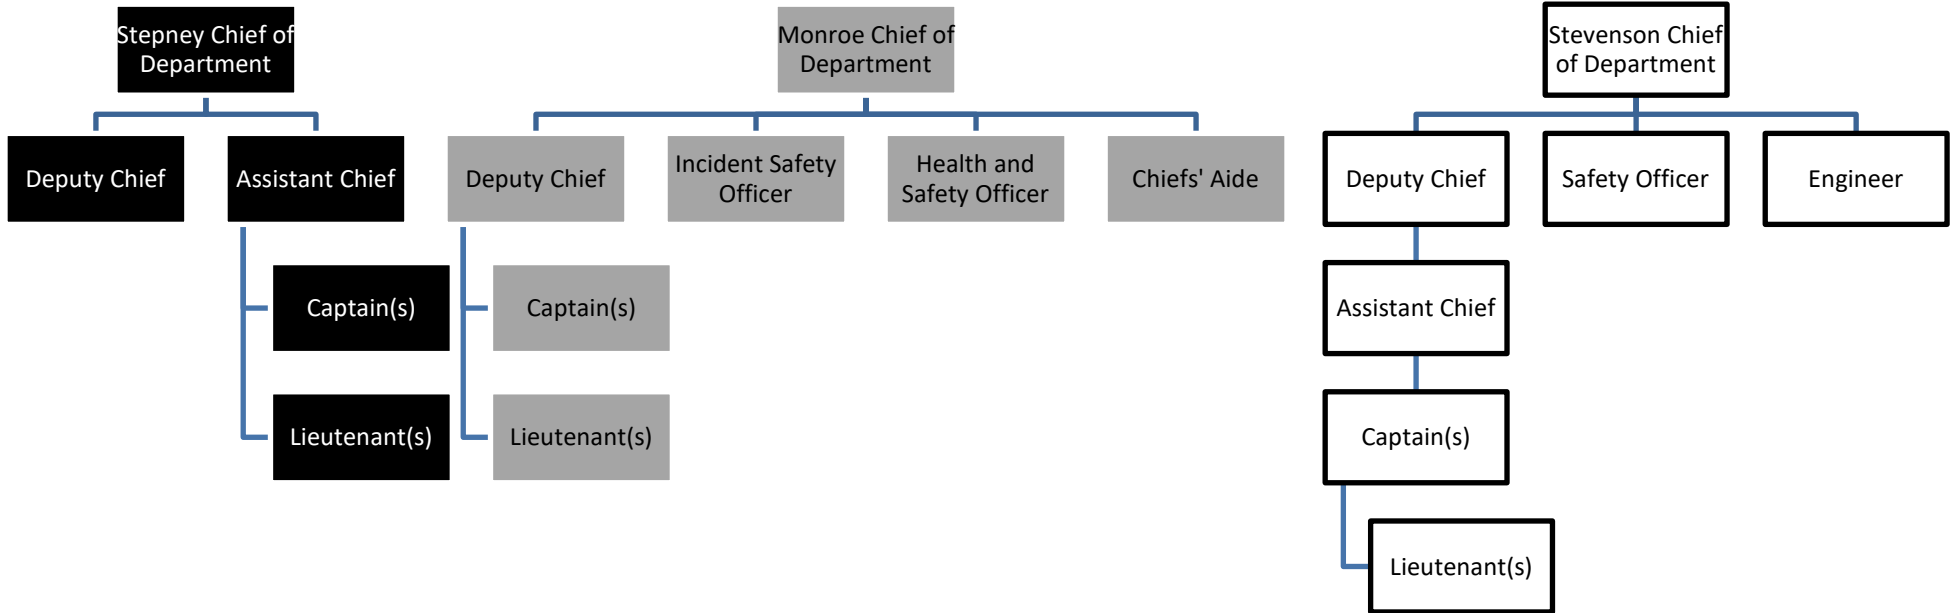 Stepney Chief of
Department
Deputy Chief
Assistant Chief
Captain(s)
Lieutenant(s)
Monroe Chief of
Department
Deputy Chief
Incident Safety
Officer
Health and
Safety Officer
Chiefs' Aide
Captain(s)
Lieutenant(s)
Stevenson Chief
of Department
Deputy Chief
Safety Officer
Engineer
Assistant Chief
Captain(s)
Lieutenant(s)